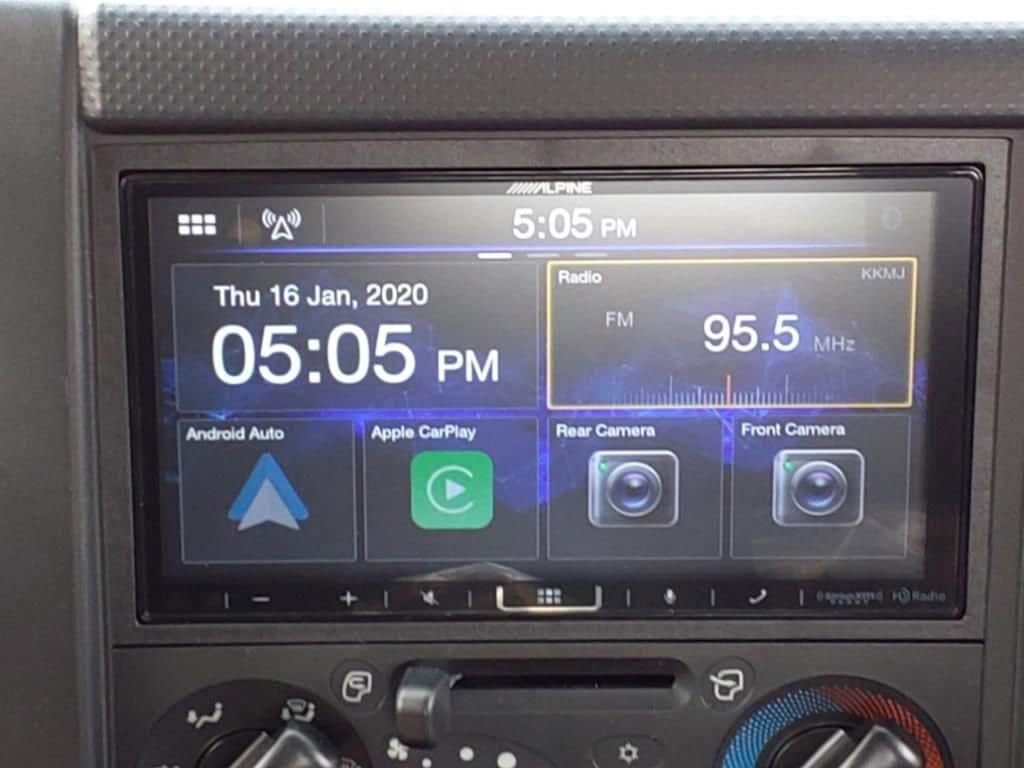 ALPINE
5:05 PM
Thu 16 Jan, 2020
05:05 PM
Radio KKMJ
FM 95.5 MHz
Android Auto
Apple CarPlay
Rear Camera
Front Camera
SiriusXM HD Radio